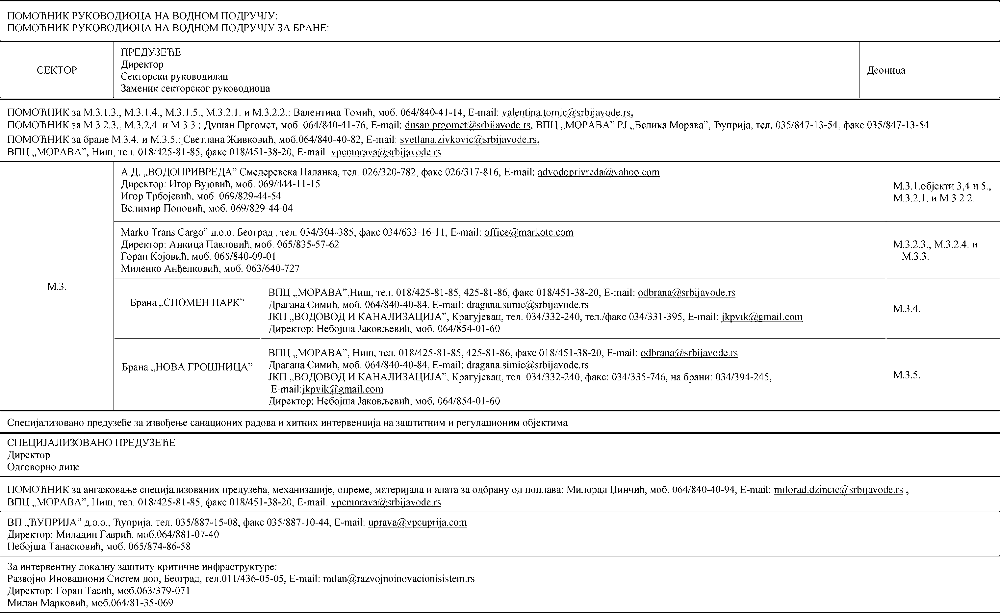 ПОМОЋНИК РУКОВОДИОЦА НА ВОДНОМ ПОДРУЧЈУ:
ПОМОЋНИК РУКОВОДИОЦА НА ВОДНОМ ПОДРУЧЈУ ЗА БРАНЕ:
СЕКТОР
ПРЕДУЗЕЋЕ
Директор
Секторски руководилац
Заменик секторског руководиоца
Деоница
ПОМОЋНИК за М.3.1.3., М.3.1.4., М.3.1.5., М.3.2.1. и М.3.2.2.: Валентина Томић, моб. 064/840-41-14, E-mail: valentina.tomic@srbijavode.rs,
ПОМОЋНИК за М.3.2.3., М.3.2.4. и М.3.3.: Душан Пргомет, моб. 064/840-41-76, E-mail: dusan.prgomet@srbijavode.rs, ВПЦ „МОРАВА” РЈ „Велика Морава”, Ћуприја, тел. 035/847-13-54, факс 035/847-13-54
ПОМОЋНИК за бране М.3.4. и М.3.5.: Светлана Живковић, моб.064/840-40-82, E-mail: svetlana.zivkovic@srbijavode.rs,
ВПЦ „МОРАВА”, Ниш, тел. 018/425-81-85, факс 018/451-38-20, E-mail: vpcmorava@srbijavode.rs
М.3.
А.Д. „ВОДОПРИВРЕДА” Смедеревска Паланка, тел. 026/320-782, факс 026/317-816, E-mail: advodoprivreda@yahoo.com
Директор: Игор Вујовић, моб. 069/444-11-15
Игор Трбојевић, моб. 069/829-44-54
Велимир Поповић, моб. 069/829-44-04
М.3.1.објекти 3,4 и 5.,
М.3.2.1. и М.3.2.2.
Marko Trans Cargo” д.о.о. Београд , тел. 034/304-385, факс 034/633-16-11, E-mail: office@markotc.com
Директор: Анкица Павловић, моб. 065/835-57-62
Горан Којовић, моб. 065/840-09-01
Миленко Анђелковић, моб. 063/640-727
М.3.2.3., М.3.2.4. и
М.3.3.
Брана „СПОМЕН ПАРК”
ВПЦ „МОРАВА”,Ниш, тел. 018/425-81-85, 425-81-86, факс 018/451-38-20, E-mail: odbrana@srbijavode.rs
Драгана Симић, моб. 064/840-40-84, E-mail: dragana.simic@srbijavode.rs
ЈКП „ВОДОВОД И КАНАЛИЗАЦИЈА”, Крагујевац, тел. 034/332-240, тел./факс 034/331-395, E-mail: jkpvik@gmail.com
Директор: Небојша Јаковљевић, моб. 064/854-01-60
М.3.4.
Брана „НОВА ГРОШНИЦА”
ВПЦ „МОРАВА”, Ниш, тел. 018/425-81-85, 425-81-86, факс 018/451-38-20, E-mail: odbrana@srbijavode.rs
Драгана Симић, моб. 064/840-40-84, E-mail: dragana.simic@srbijavode.rs
ЈКП „ВОДОВОД И КАНАЛИЗАЦИЈА”, Крагујевац, тел. 034/332-240, факс: 034/335-746, на брани: 034/394-245,
E-mail:jkpvik@gmail.com
Директор: Небојша Јаковљевић, моб. 064/854-01-60
М.3.5.
Специјализовано предузеће за извођење санационих радова и хитних интервенција на заштитним и регулационим објектима
СПЕЦИЈАЛИЗОВАНО ПРЕДУЗЕЋЕ
Директор
Одговорно лице
ПОМОЋНИК за ангажовање специјализованих предузећа, механизације, опреме, материјала и алата за одбрану од поплава: Милорад Џинчић, моб. 064/840-40-94, E-mail: milorad.dzincic@srbijavode.rs ,
ВПЦ „МОРАВА”, Ниш, тел. 018/425-81-85, факс 018/451-38-20, E-mail: vpcmorava@srbijavode.rs
ВП „ЋУПРИЈА” д.о.о., Ћуприја, тел. 035/887-15-08, факс 035/887-10-44, E-mail: uprava@vpcuprija.com
Директор: Миладин Гаврић, моб.064/881-07-40
Небојша Танасковић, моб. 065/874-86-58
За интервентну локалну заштиту критичне инфраструктуре:
Развојно Иновациони Систем доо, Београд, тел.011/436-05-05, E-mail: milan@razvojnoinovacionisistem.rs
Директор: Горан Тасић, моб.063/379-071
Милан Марковић, моб.064/81-35-069